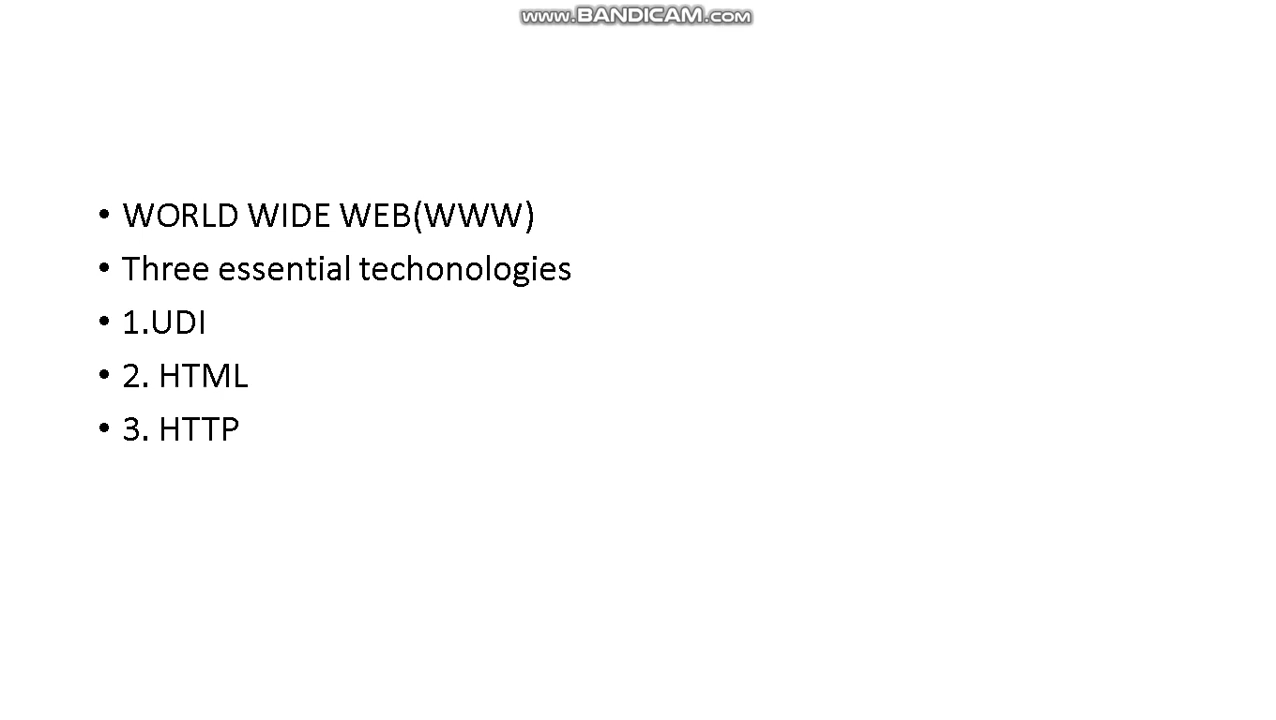 www.BANDICAM.com
• WORLD WIDE WEB(WWW)
• Three essential techonologies
• 1.UDI
• 2. HTML
• 3. HTTP